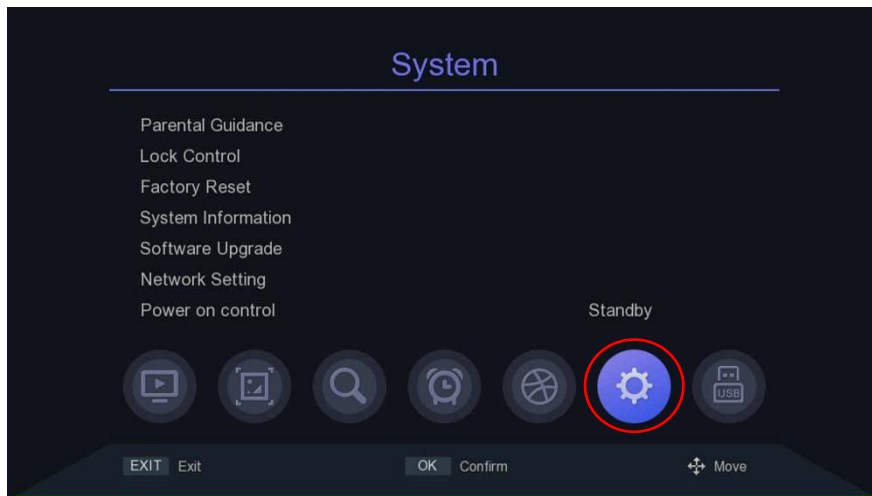 System
Parental Guidance
Lock Control
Factory Reset
System Information
Software Upgrade
Network Setting
Power on control Standby
USB
EXIT Exit OK Confirm Move